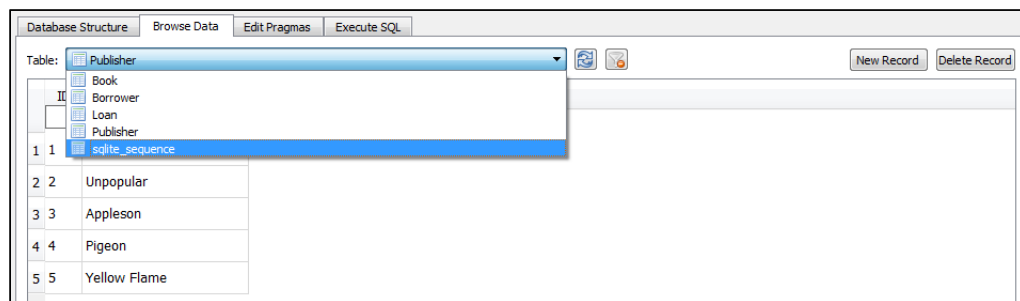 Database Structure Browse Data Edit Pragmas Execute SQL
Table: Publisher New Record Delete Record
Book
Borrower
Loan
Publisher
sqlite_sequence
1 1
2 2 Unpopular
3 3 Appleson
4 4 Pigeon
5 5 Yellow Flame